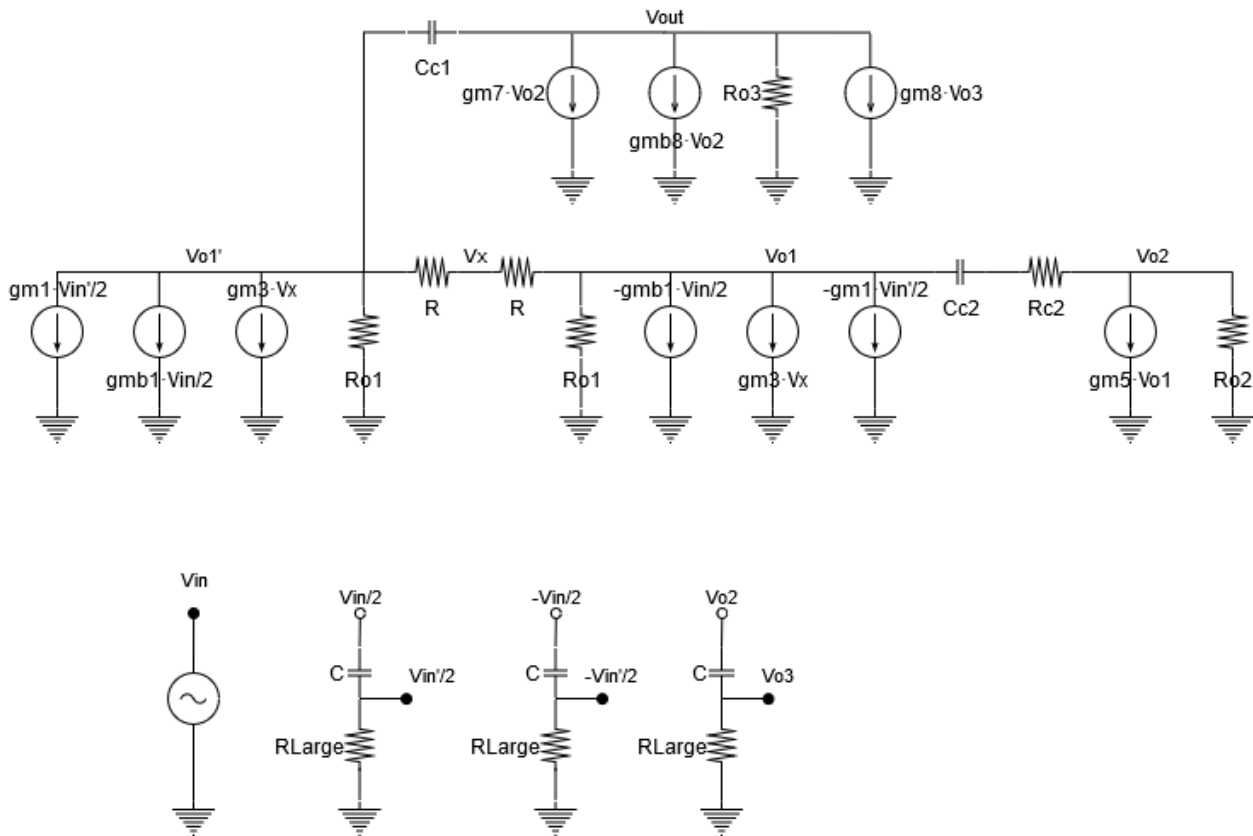 Vout
Cc1
gm7·Vo2
Ro3
gm8·Vo3
gmb8·Vo2
Vo1'
Vx
Vo1
Vo2
gm1·Vin'/2
gm3·Vx
-gmb1·Vin/2
-gm1·Vin'/2
R
R
Cc2
Rc2
gmb1·Vin/2
Ro1
Ro1
gm3·Vx
gm5·Vo1
Ro2
Vin
Vin/2
-Vin/2
Vo2
C
Vin'/2
C
-Vin'/2
C
Vo3
RLarge
RLarge
RLarge